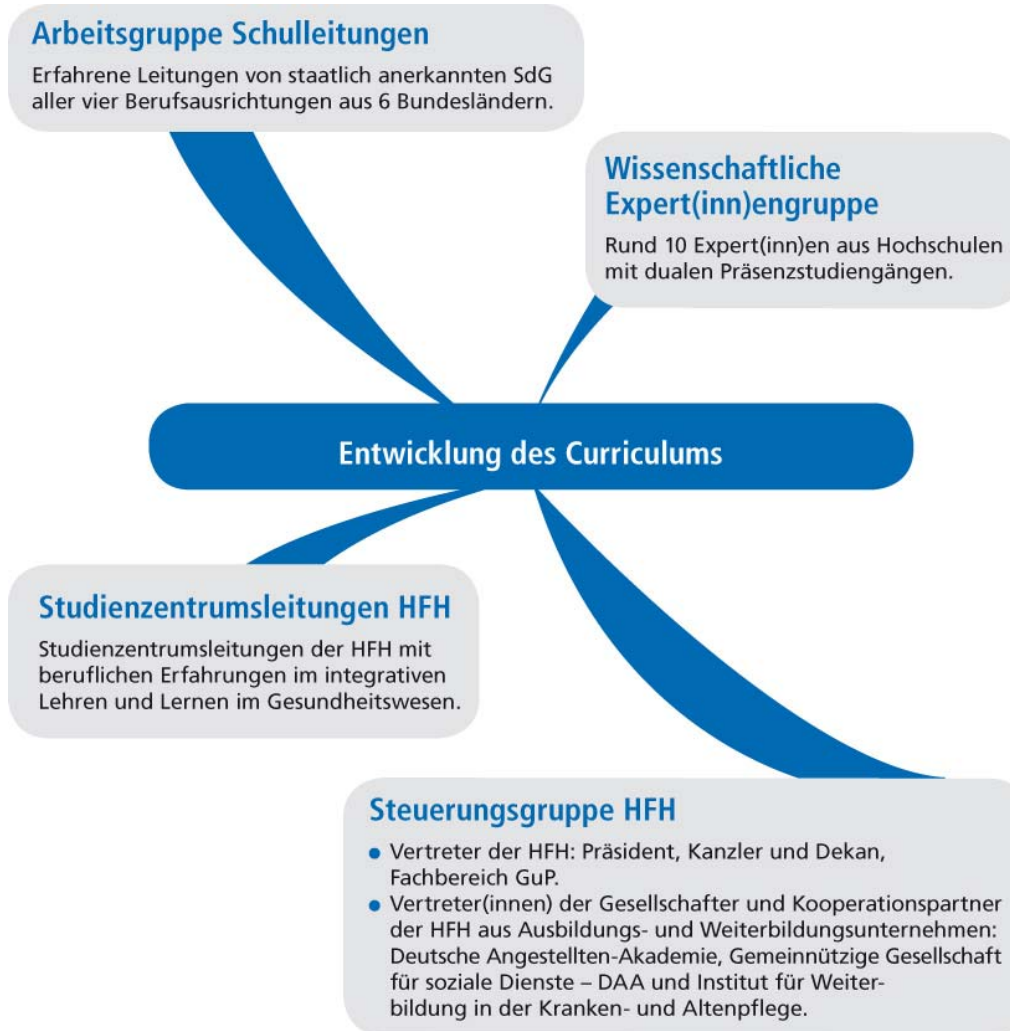 Arbeitsgruppe Schulleitungen
Erfahrene Leitungen von staatlich anerkannten SdG
aller vier Berufsausrichtungen aus 6 Bundesländern.
Wissenschaftliche
Expert(inn)engruppe
Rund 10 Expert(inn)en aus Hochschulen
mit dualen Präsenzstudiengängen.
Entwicklung des Curriculums
Studienzentrumsleitungen HFH
Studienzentrumsleitungen der HFH mit
beruflichen Erfahrungen im integrativen
Lehren und Lernen im Gesundheitswesen.
Steuerungsgruppe HFH
• Vertreter der HFH: Präsident, Kanzler und Dekan,
Fachbereich GuP.
• Vertreter(innen) der Gesellschafter und Kooperationspartner
der HFH aus Ausbildungs- und Weiterbildungsunternehmen:
Deutsche Angestellten-Akademie, Gemeinnützige Gesellschaft
für soziale Dienste – DAA und Institut für Weiter-
bildung in der Kranken- und Altenpflege.